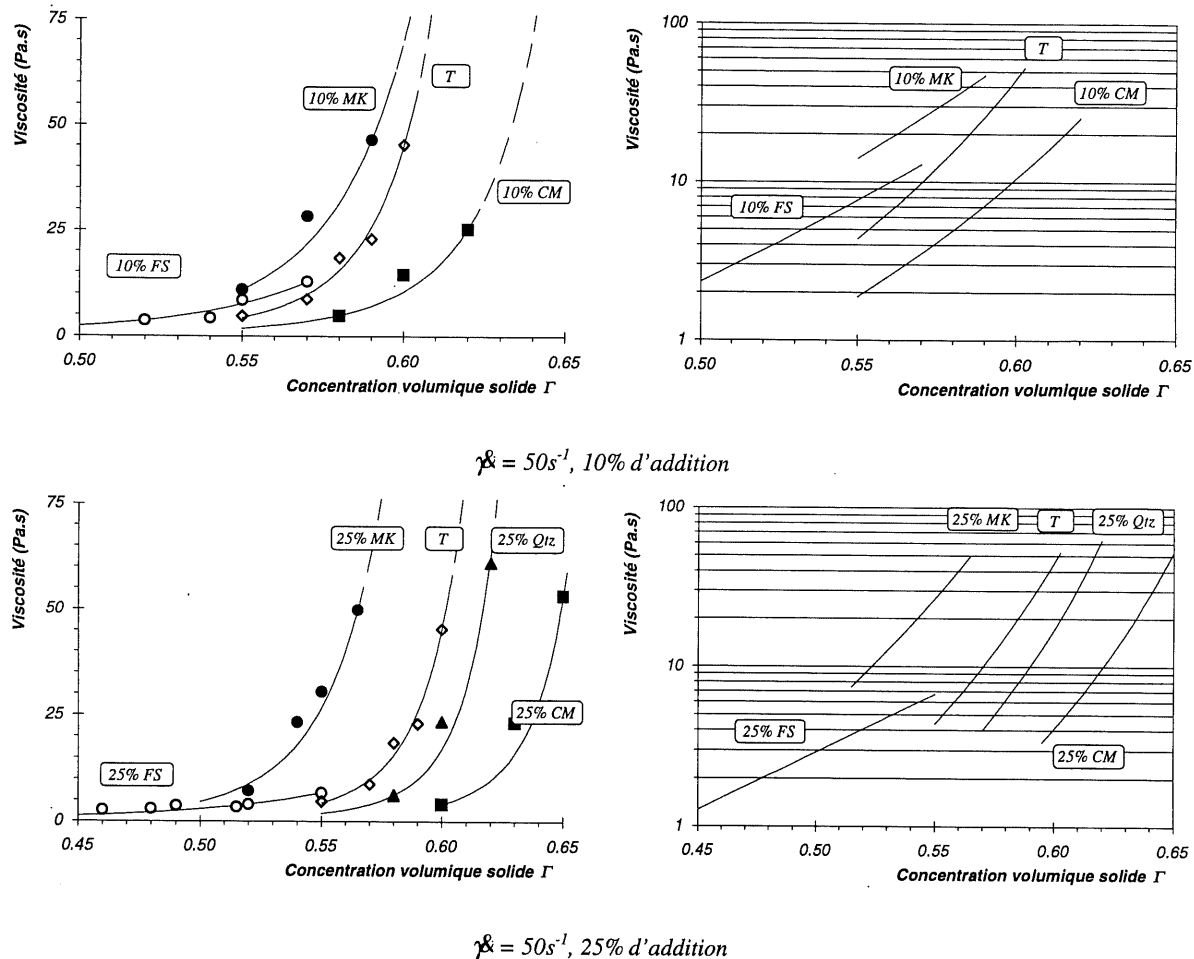 Viscosité (Pa.s)
75
50
25
0
10% MK
T
10% CM
10% FS
0.50
0.55
0.60
0.65
Concentration volumique solide Γ
Viscosité (Pa.s)
100
10
1
T
10% MK
10% CM
10% FS
0.50
0.55
0.60
0.65
Concentration volumique solide Γ
γ& = 50s⁻¹, 10% d'addition
Viscosité (Pa.s)
75
50
25
0
25% MK
T
25% Qtz
25% CM
25% FS
0.45
0.50
0.55
0.60
0.65
Concentration volumique solide Γ
Viscosité (Pa.s)
100
10
1
25% MK
T
25% Qtz
25% FS
25% CM
0.45
0.50
0.55
0.60
0.65
Concentration volumique solide Γ
γ& = 50s⁻¹, 25% d'addition